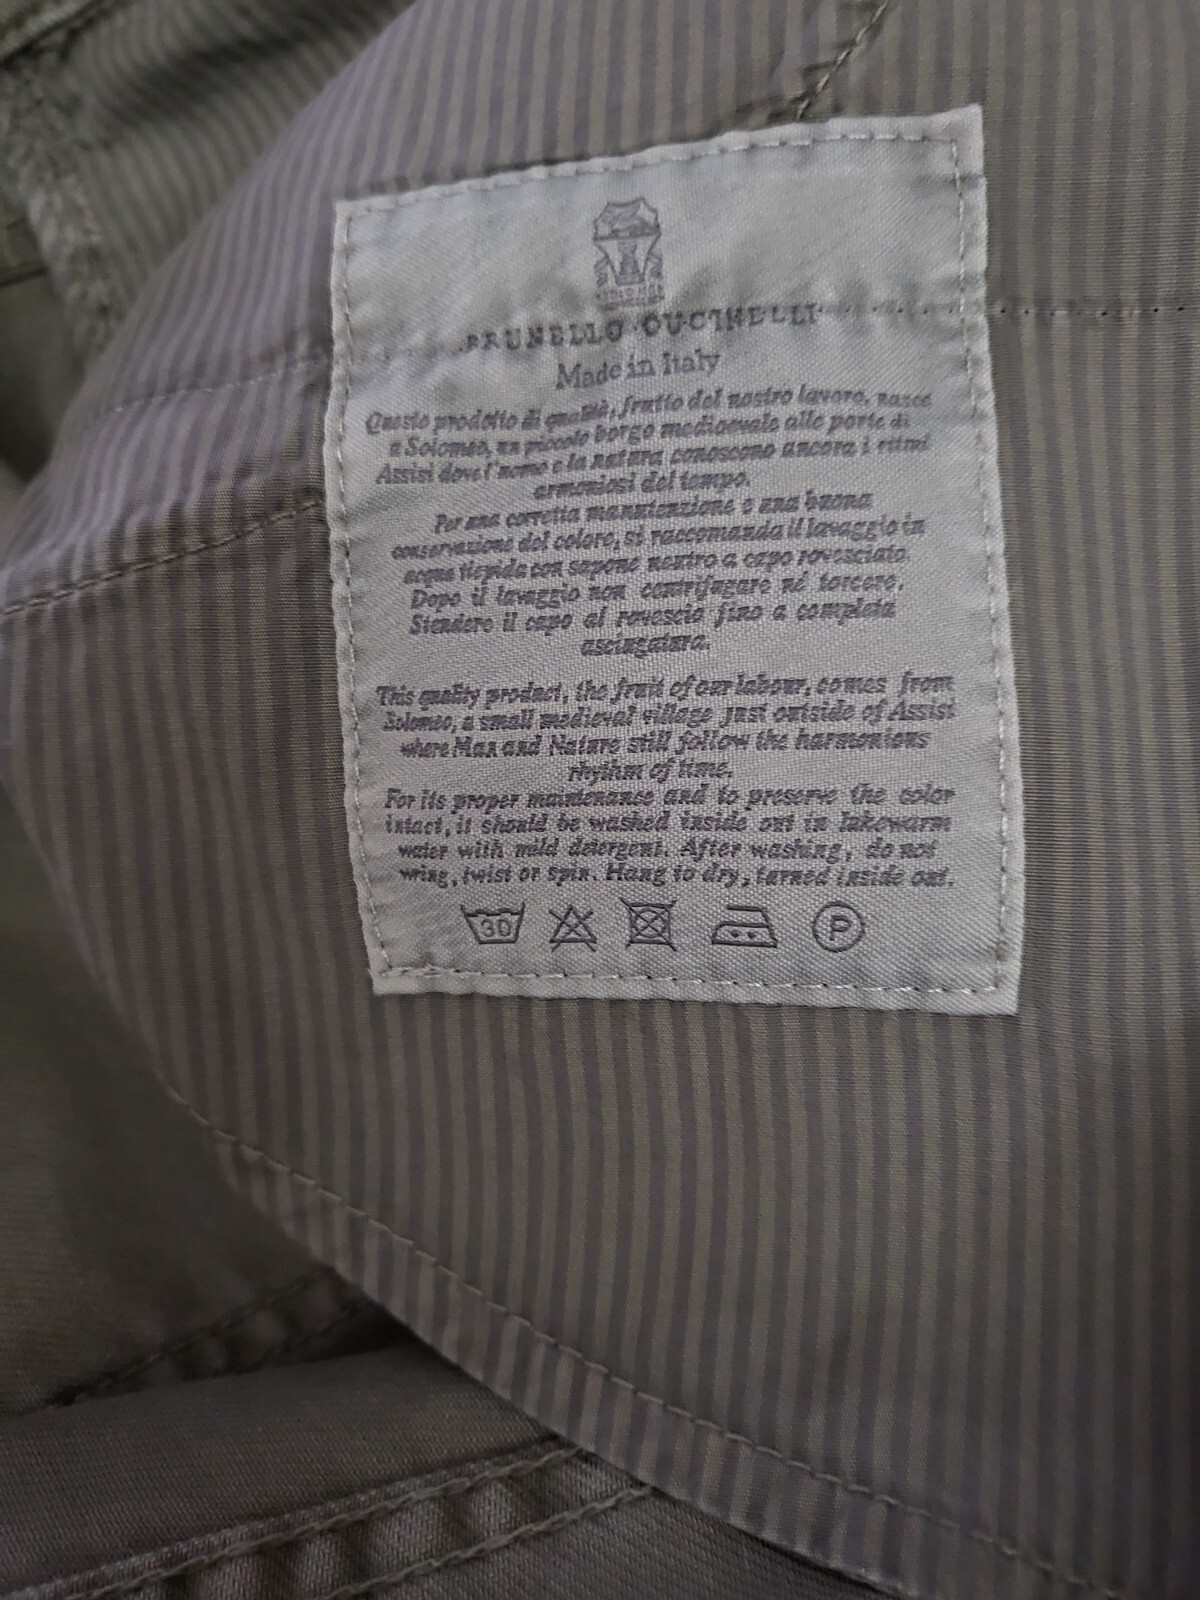 BRUNELLO CUCINELLI
Made in Italy
Questo prodotto di qualità, frutto del nostro lavoro, nasce
a Solomeo, un piccolo borgo medioevale alle porte di
Assisi dove l'uomo e la natura conoscono ancora i ritmi
armoniosi del tempo.
Per una corretta manutenzione e una buona
conservazione del colore, si raccomanda il lavaggio in
acqua tiepida con sapone neutro a capo rovesciato.
Dopo il lavaggio non centrifugare né torcere.
Stendere il capo al rovescio fino a completa
asciugatura.
This quality product, the fruit of our labour, comes from
Solomeo, a small medieval village just outside of Assisi
where Man and Nature still follow the harmonious
rhythm of time.
For its proper maintenance and to preserve the color
intact, it should be washed inside out in lukewarm
water with mild detergent. After washing, do not
wring, twist or spin. Hang to dry, turned inside out.
30 P